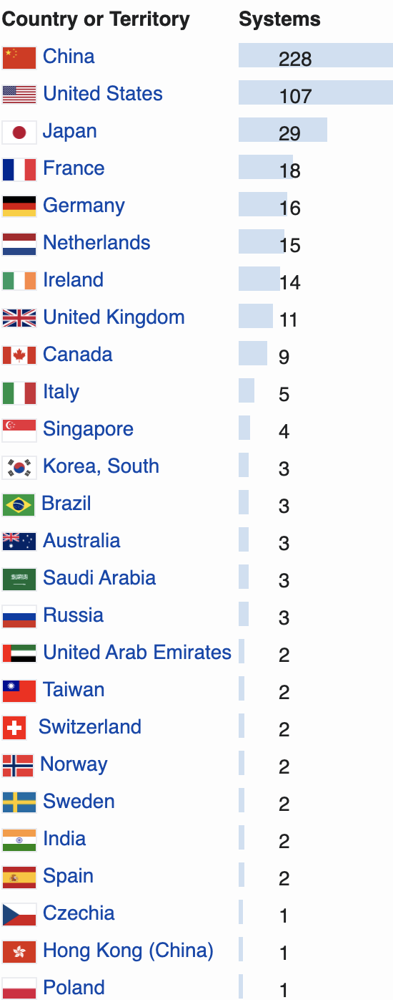 Country or Territory Systems
China 228
United States 107
Japan 29
France 18
Germany 16
Netherlands 15
Ireland 14
United Kingdom 11
Canada 9
Italy 5
Singapore 4
Korea, South 3
Brazil 3
Australia 3
Saudi Arabia 3
Russia 3
United Arab Emirates 2
Taiwan 2
Switzerland 2
Norway 2
Sweden 2
India 2
Spain 2
Czechia 1
Hong Kong (China) 1
Poland 1